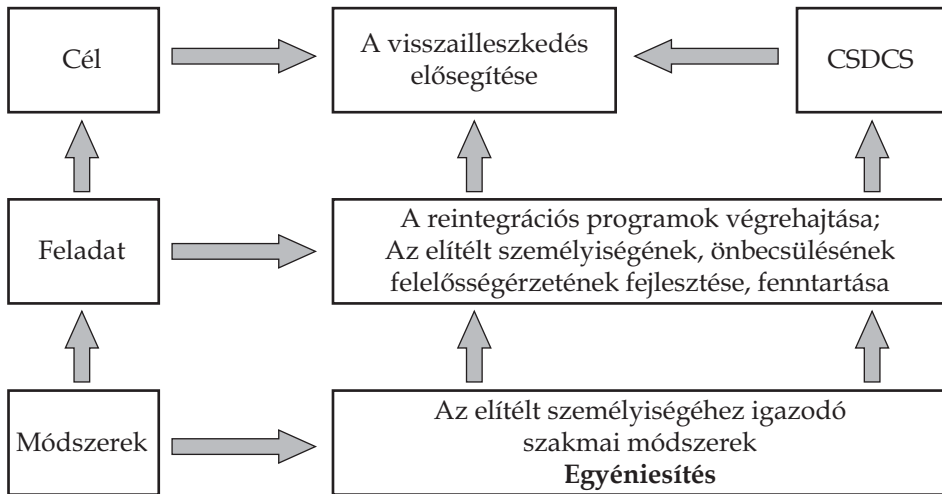 Cél
A visszailleszkedés
elősegítése
CSDCS
Feladat
A reintegrációs programok végrehajtása;
Az elítélt személyiségének, önbecsülésének
felelősségérzetének fejlesztése, fenntartása
Módszerek
Az elítélt személyiségéhez igazodó
szakmai módszerek
Egyéniesítés